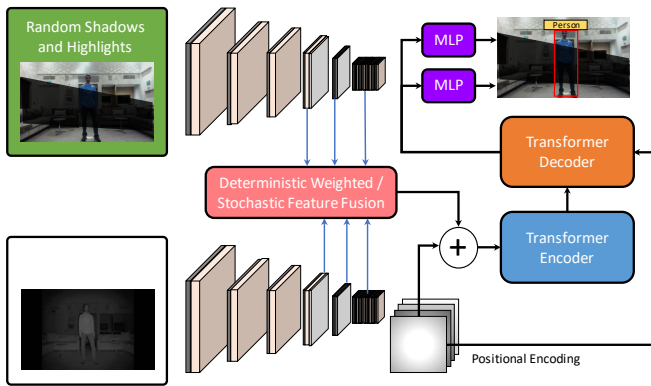 Random Shadows
and Highlights
MLP
MLP
Person
Deterministic Weighted /
Stochastic Feature Fusion
+
Transformer
Decoder
Transformer
Encoder
Positional Encoding